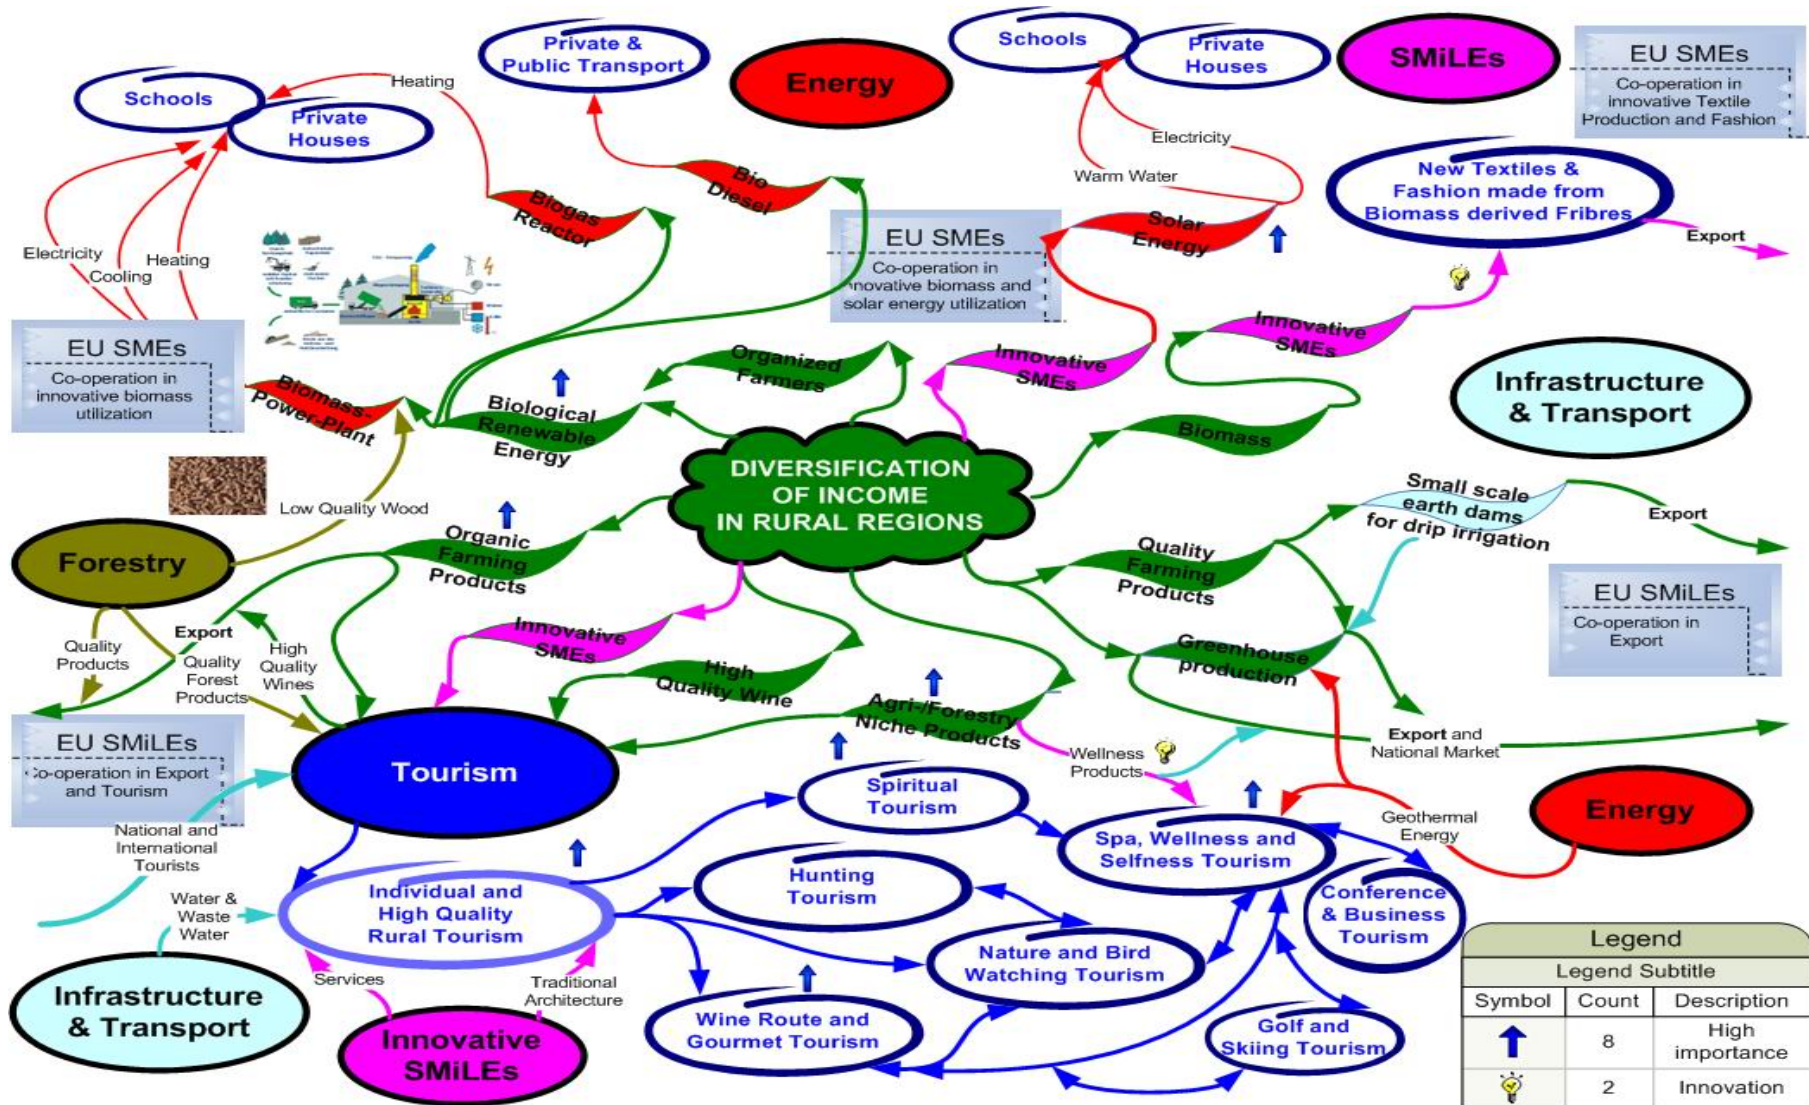 Schools
Private
Houses
Heating
Private &
Public Transport
Energy
Schools
Private
Houses
SMiLEs
EU SMEs
Co-operation in
innovative Textile
Production and Fashion
Electricity
Warm Water
New Textiles &
Fashion made from
Biomass derived Fribres
Export
Bio
Diesel
Biogas
Reactor
Solar
Energy
EU SMEs
Co-operation in
nnovative biomass and
solar energy utilization
Electricity
Cooling
Heating
EU SMEs
Co-operation in
innovative biomass
utilization
Biomass-
Power-Plant
Organized
Farmers
Biological
Renewable
Energy
Innovative
SMEs
Innovative
SMEs
Biomass
Infrastructure
& Transport
DIVERSIFICATION
OF INCOME
IN RURAL REGIONS
Low Quality Wood
Forestry
Organic
Farming
Products
Small scale
earth dams
for drip irrigation
Export
Quality
Farming
Products
EU SMiLEs
Co-operation in
Export
Quality
Products
Export
Quality
Forest
Products
High
Quality
Wines
Innovative
SMEs
High
Quality Wine
Greenhouse
production
Agri-/Forestry
Niche Products
Export and
National Market
Wellness
Products
EU SMiLEs
Co-operation in Export
and Tourism
Tourism
Energy
Geothermal
Energy
National and
International
Tourists
Spiritual
Tourism
Spa, Wellness and
Selfness Tourism
Water &
Waste
Water
Individual and
High Quality
Rural Tourism
Hunting
Tourism
Conference
& Business
Tourism
Nature and Bird
Watching Tourism
Services
Traditional
Architecture
Infrastructure
& Transport
Innovative
SMiLEs
Wine Route and
Gourmet Tourism
Golf and
Skiing Tourism
Legend
Legend Subtitle
Symbol Count Description
8 High
importance
2 Innovation